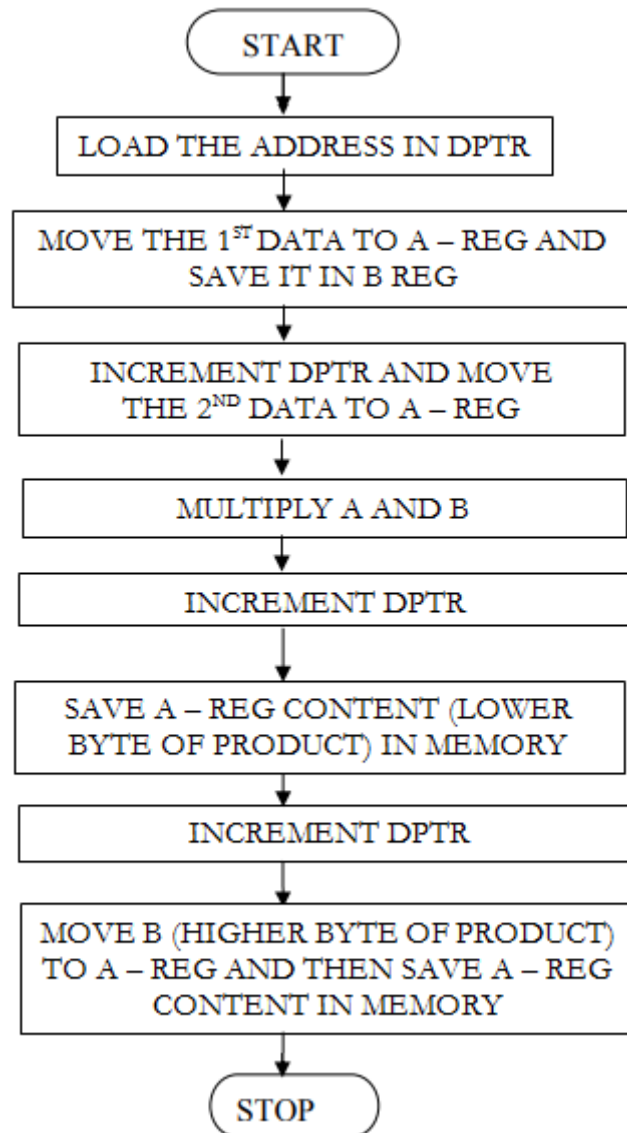 START
LOAD THE ADDRESS IN DPTR
MOVE THE 1ST DATA TO A – REG AND
SAVE IT IN B REG
INCREMENT DPTR AND MOVE
THE 2ND DATA TO A – REG
MULTIPLY A AND B
INCREMENT DPTR
SAVE A – REG CONTENT (LOWER
BYTE OF PRODUCT) IN MEMORY
INCREMENT DPTR
MOVE B (HIGHER BYTE OF PRODUCT)
TO A – REG AND THEN SAVE A – REG
CONTENT IN MEMORY
STOP